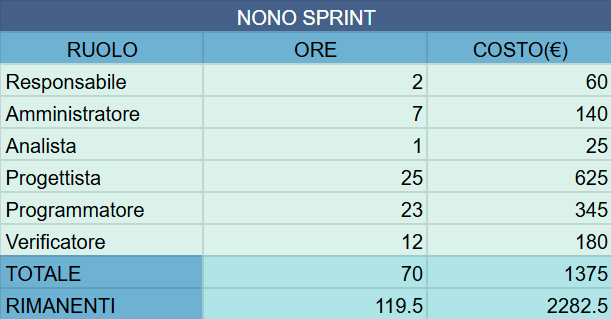 NONO SPRINT
RUOLO ORE COSTO(€)
Responsabile 2 60
Amministratore 7 140
Analista 1 25
Progettista 25 625
Programmatore 23 345
Verificatore 12 180
TOTALE 70 1375
RIMANENTI 119.5 2282.5